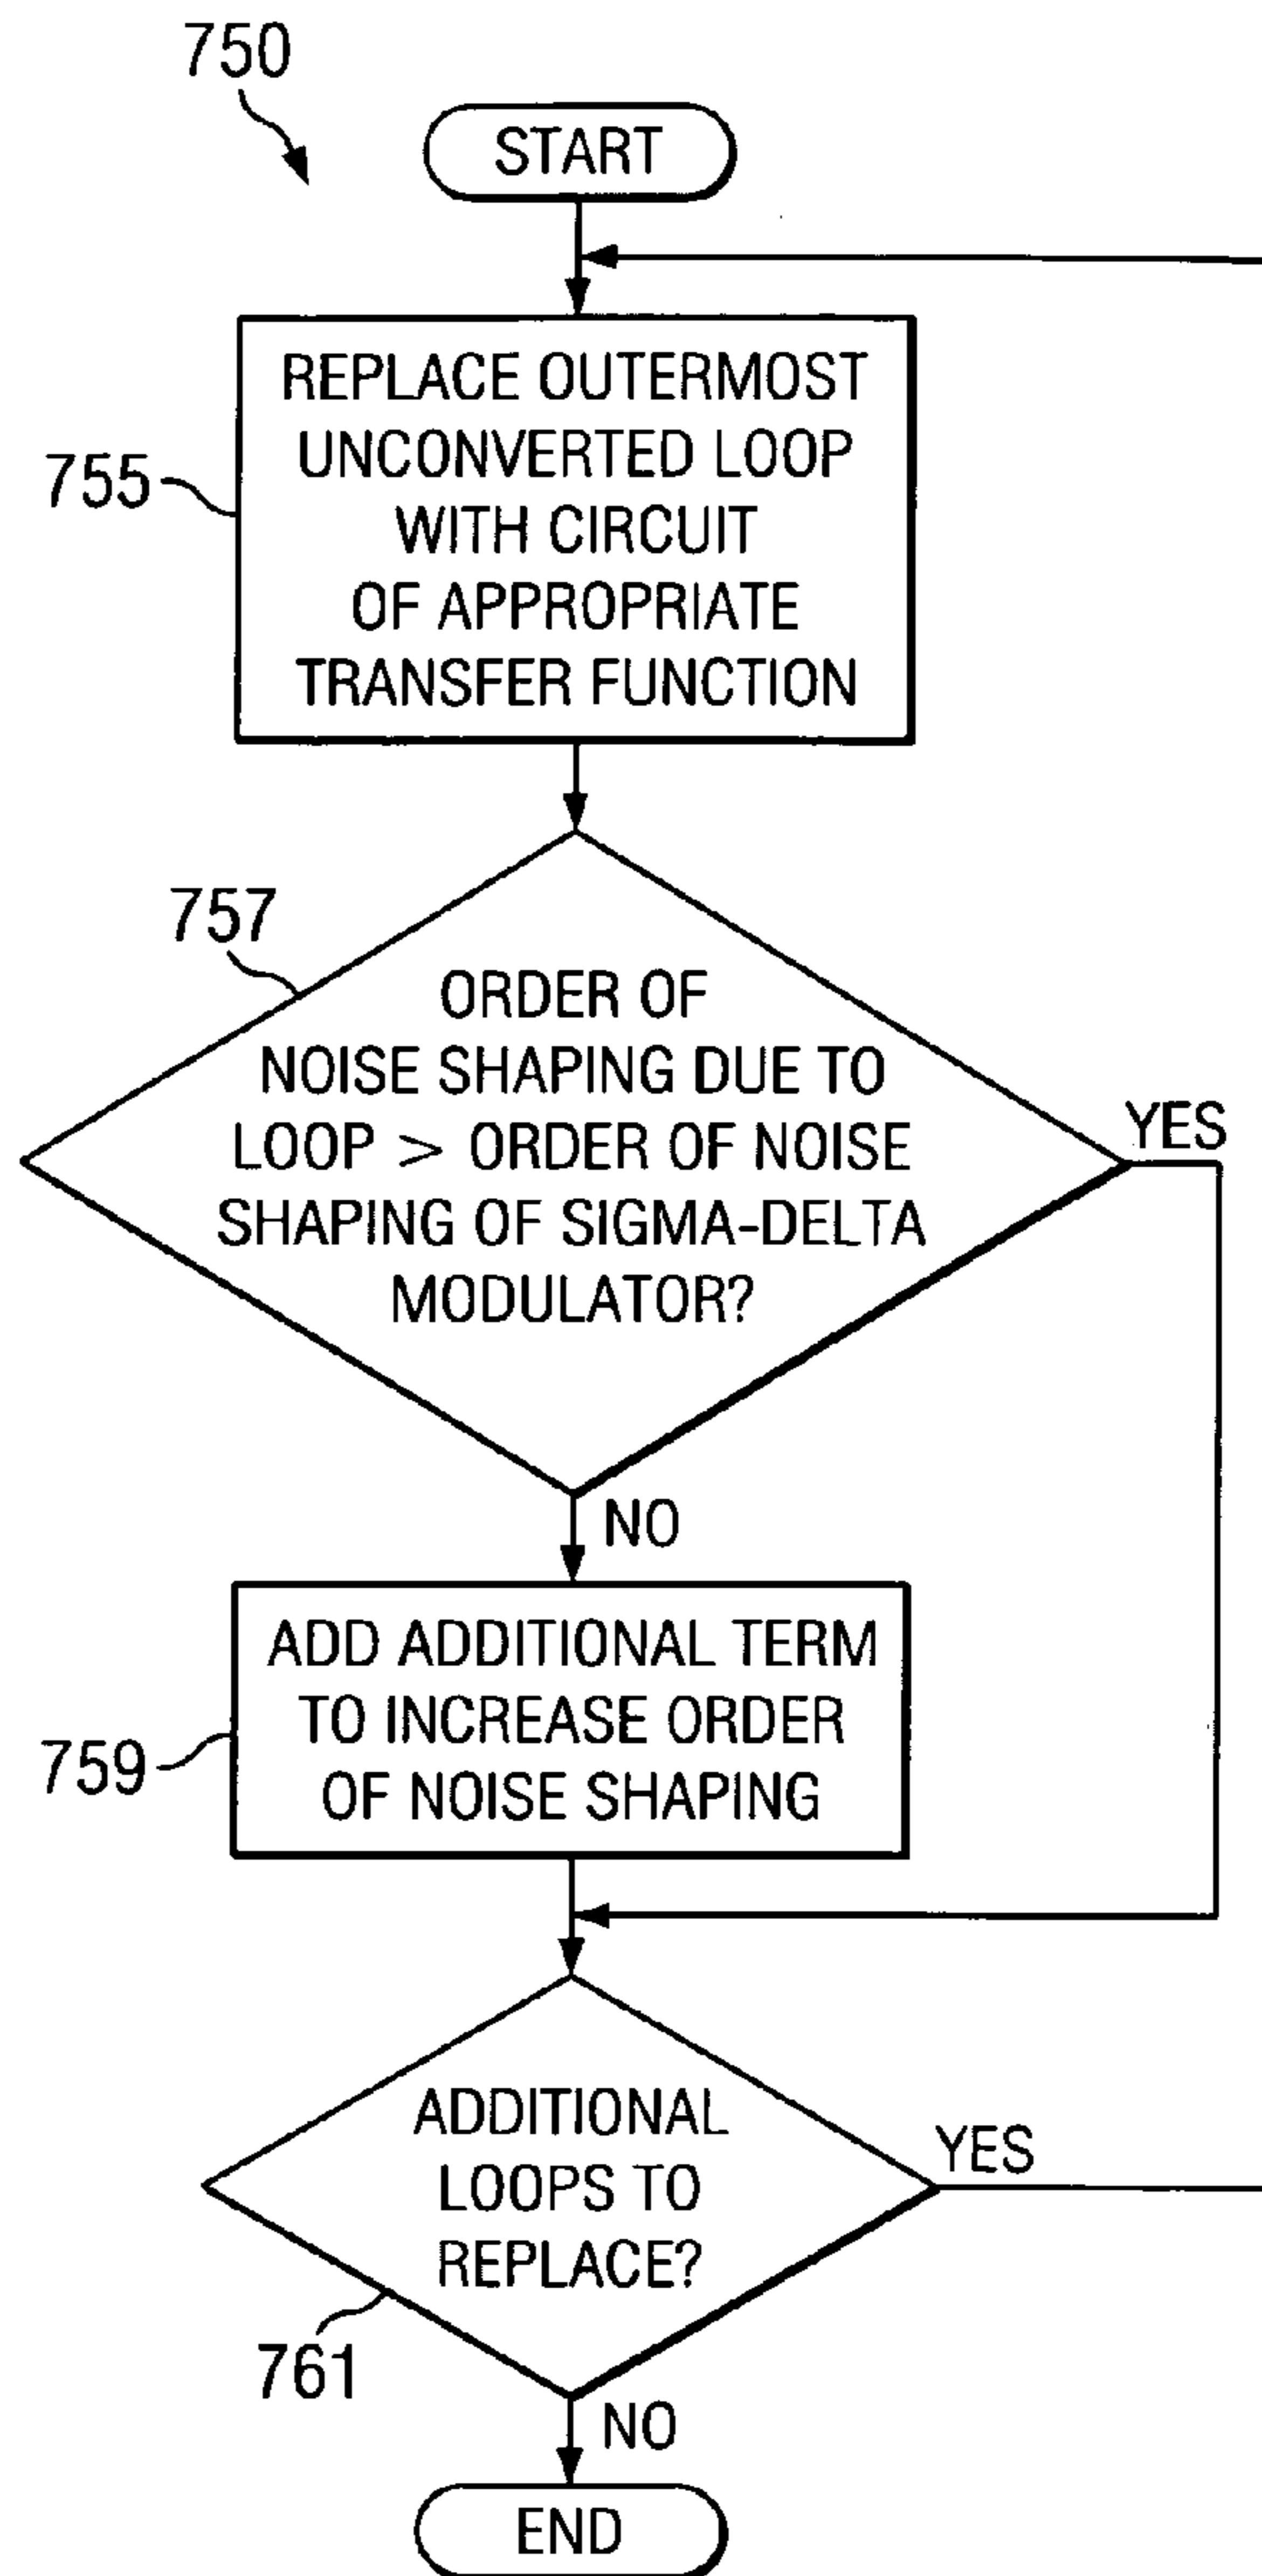 750
START
REPLACE OUTERMOST
UNCONVERTED LOOP
WITH CIRCUIT
OF APPROPRIATE
TRANSFER FUNCTION
755
757
ORDER OF
NOISE SHAPING DUE TO
LOOP > ORDER OF NOISE
SHAPING OF SIGMA-DELTA
MODULATOR?
YES
NO
ADD ADDITIONAL TERM
TO INCREASE ORDER
OF NOISE SHAPING
759
ADDITIONAL
LOOPS TO
REPLACE?
YES
761
NO
END